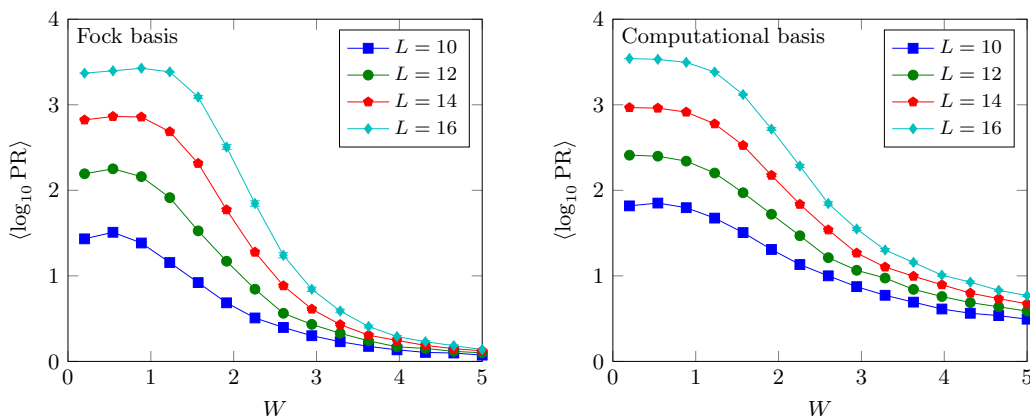 Fock basis
L = 10
L = 12
L = 14
L = 16
⟨log₁₀ PR⟩
4
3
2
1
0
0 1 2 3 4 5
W
Computational basis
L = 10
L = 12
L = 14
L = 16
⟨log₁₀ PR⟩
4
3
2
1
0
0 1 2 3 4 5
W